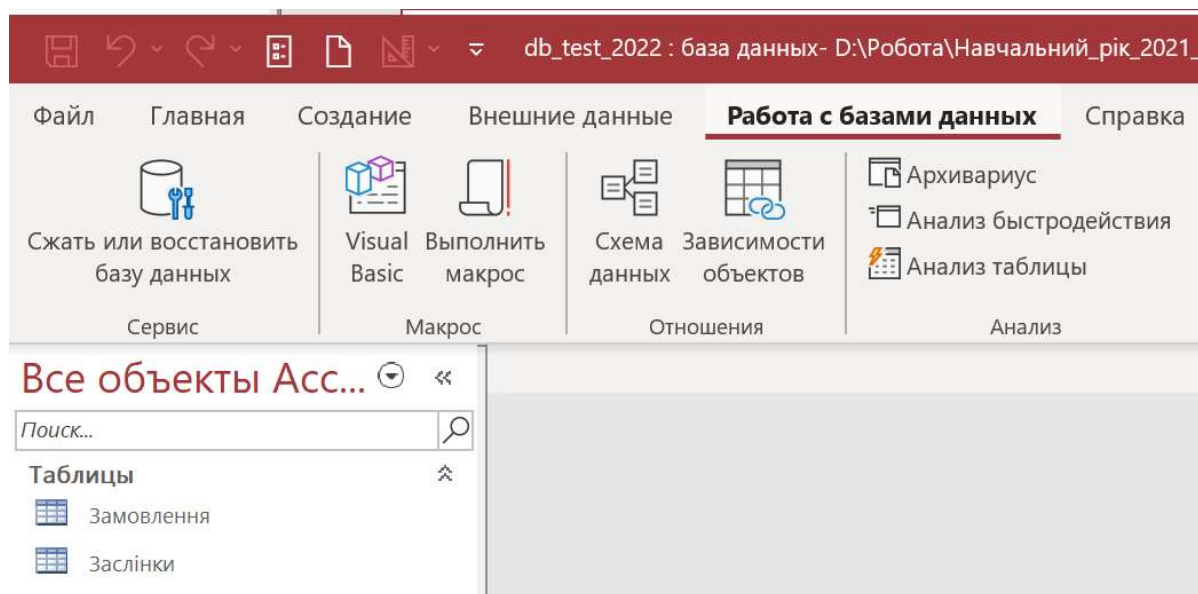 db_test_2022 : база данных- D:\Робота\Навчальний_рік_2021_
Файл Главная Создание Внешние данные Работа с базами данных Справка
Сжать или восстановить базу данных
Visual Basic
Выполнить макрос
Схема данных
Зависимости объектов
Архивариус
Анализ быстродействия
Анализ таблицы
Сервис Макрос Отношения Анализ
Все объекты Acc...
Поиск...
Таблицы
Замовлення
Заслінки